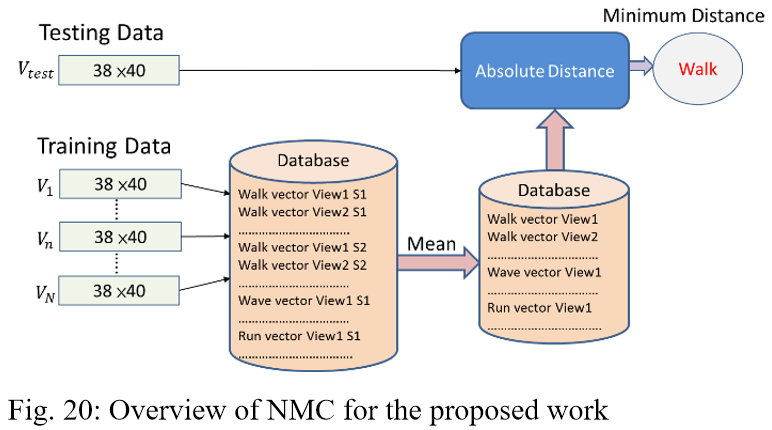 Testing Data
Minimum Distance
V_test 38 ×40
Absolute Distance
Walk
Training Data
V_1 38 ×40
V_n 38 ×40
V_N 38 ×40
Database
Walk vector View1 S1
Walk vector View2 S1
................................
Walk vector View1 S2
Walk vector View2 S2
................................
Wave vector View1 S1
................................
Run vector View1 S1
................................
Mean
Database
Walk vector View1
Walk vector View2
................................
Wave vector View1
................................
Run vector View1
................................
Fig. 20: Overview of NMC for the proposed work